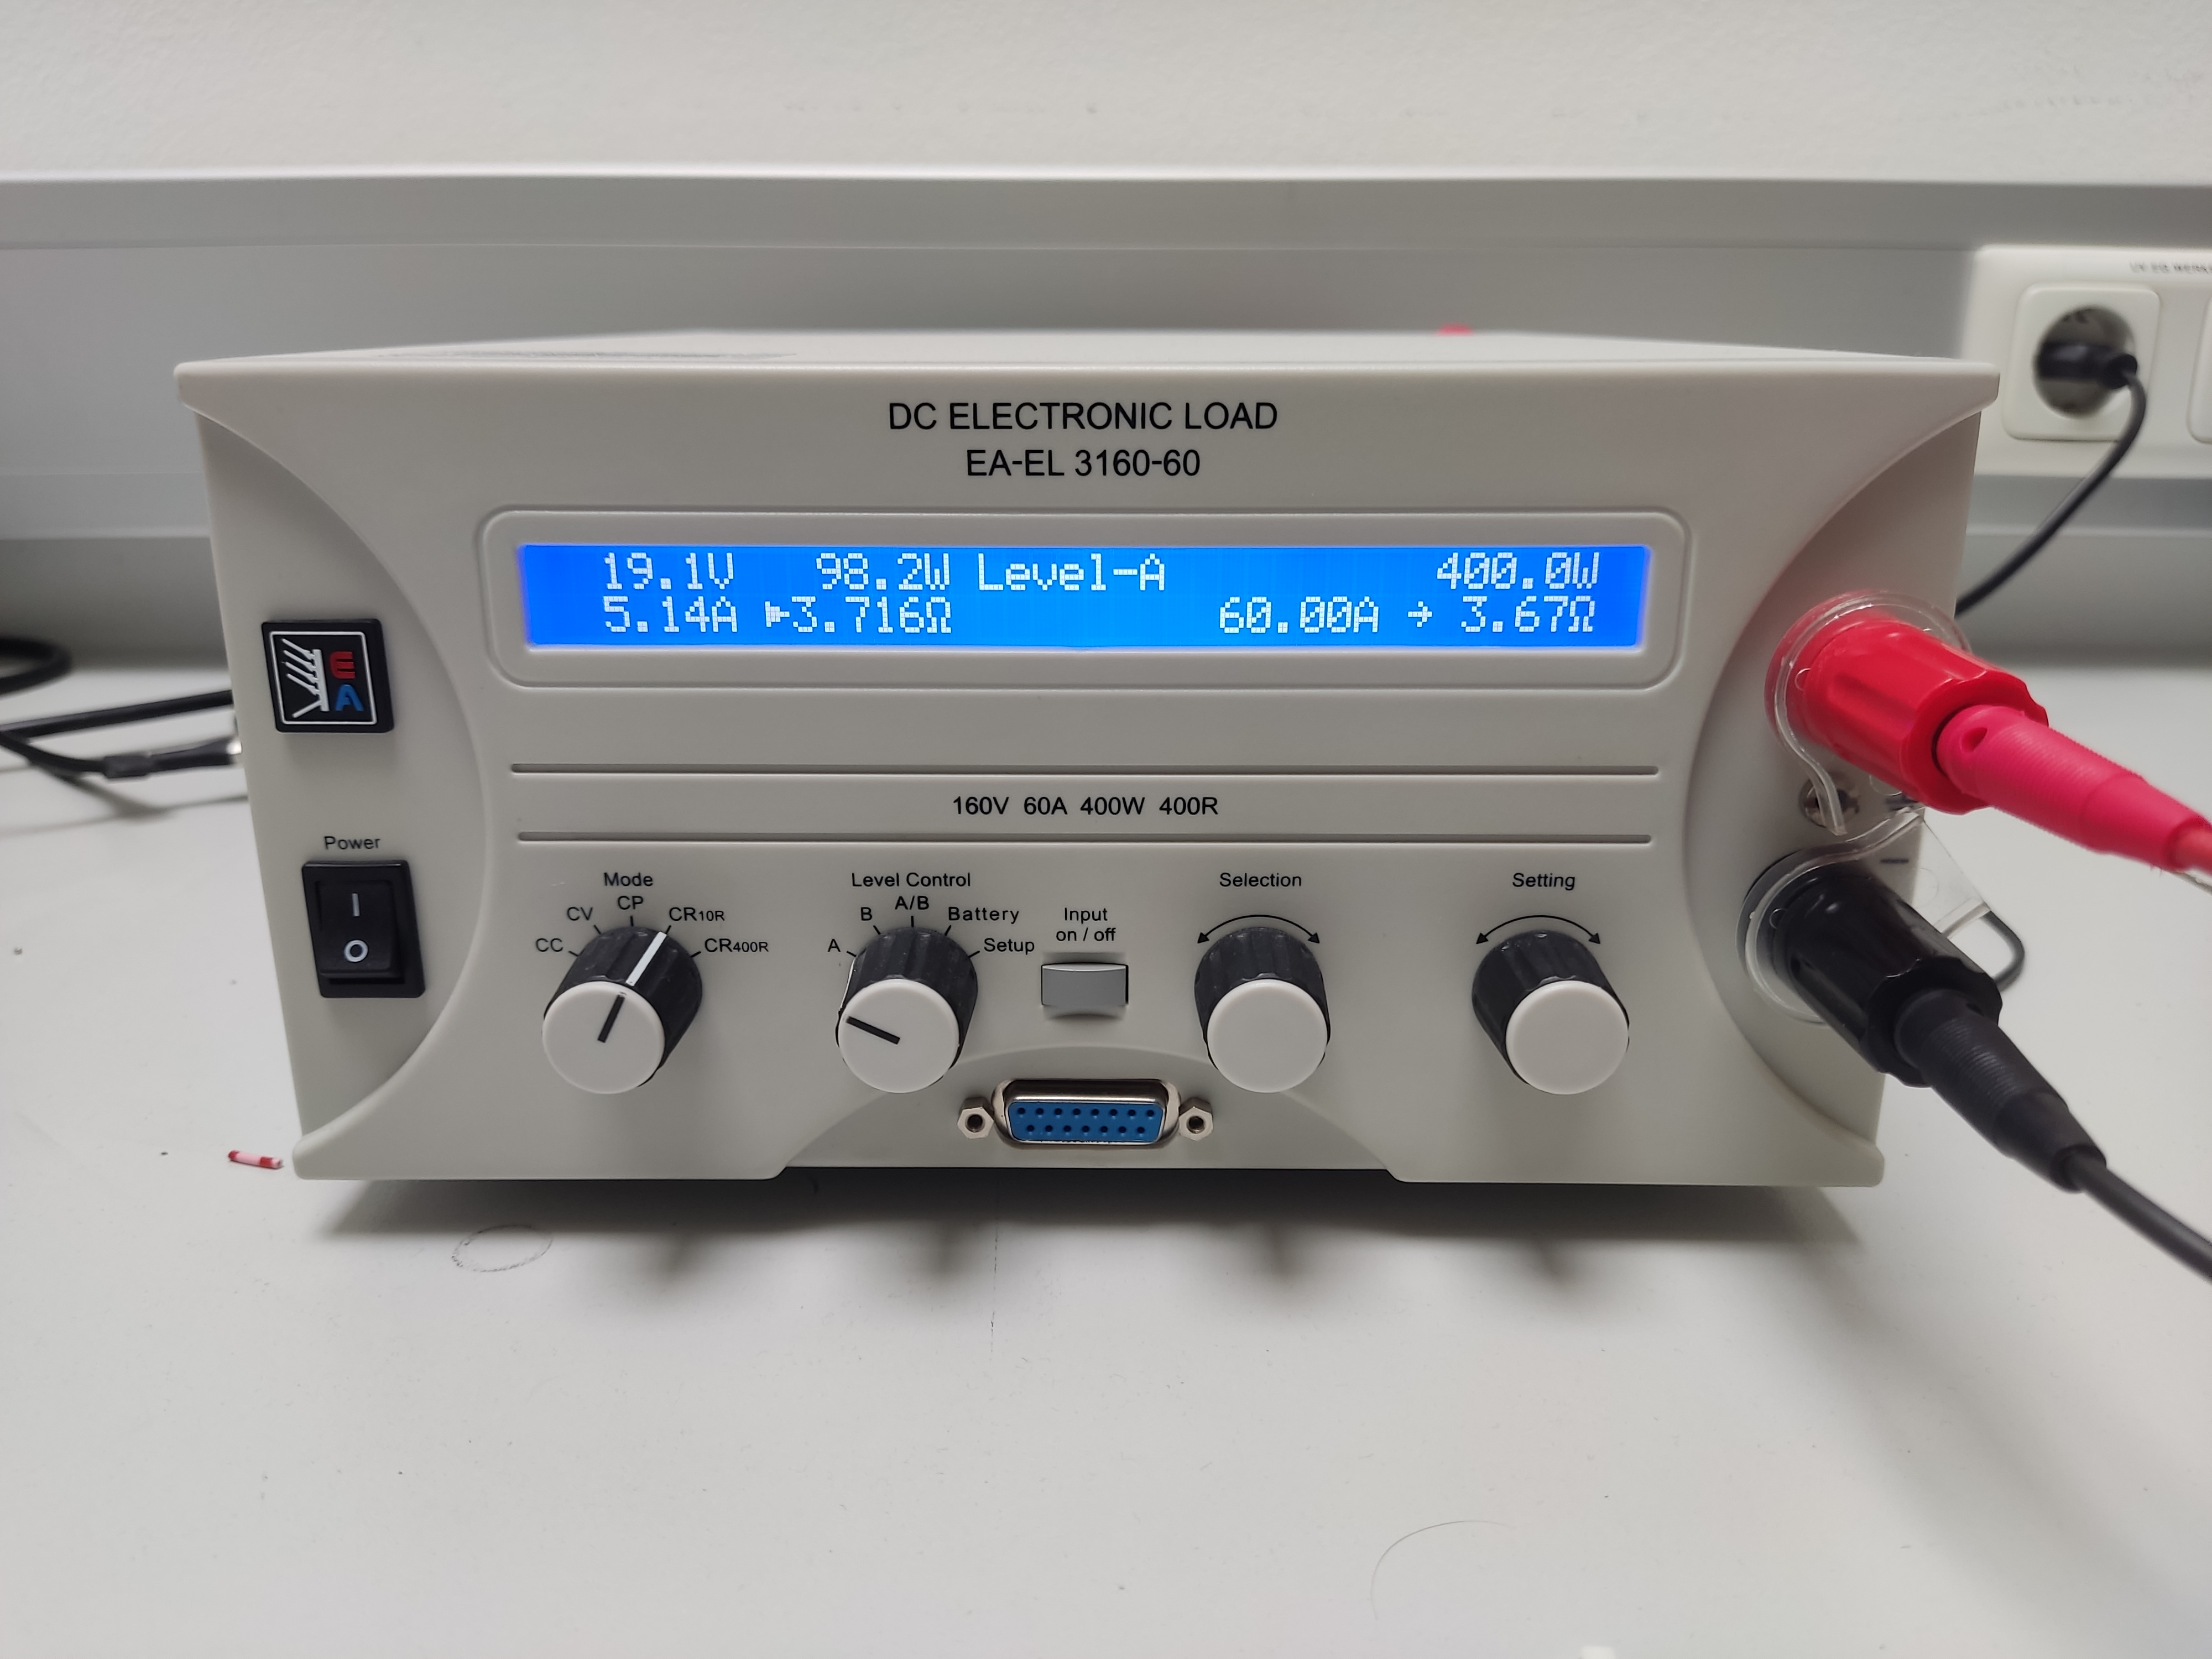 DC ELECTRONIC LOAD
EA-EL 3160-60
19.1V 98.2W Level-A 400.0W
5.14A ▶3.716Ω 60.00A → 3.67Ω
EA
160V 60A 400W 400R
Power
I
O
Mode
CC CV CP CR10R CR400R
Level Control
A B A/B Battery Setup
Input
on / off
Selection
Setting